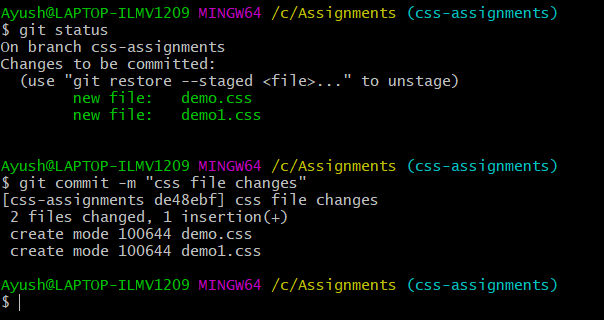 Ayush@LAPTOP-ILMV1209 MINGW64 /c/Assignments (css-assignments)
$ git status
On branch css-assignments
Changes to be committed:
  (use "git restore --staged <file>..." to unstage)
        new file:   demo.css
        new file:   demo1.css
Ayush@LAPTOP-ILMV1209 MINGW64 /c/Assignments (css-assignments)
$ git commit -m "css file changes"
[css-assignments de48ebf] css file changes
 2 files changed, 1 insertion(+)
 create mode 100644 demo.css
 create mode 100644 demo1.css
Ayush@LAPTOP-ILMV1209 MINGW64 /c/Assignments (css-assignments)
$